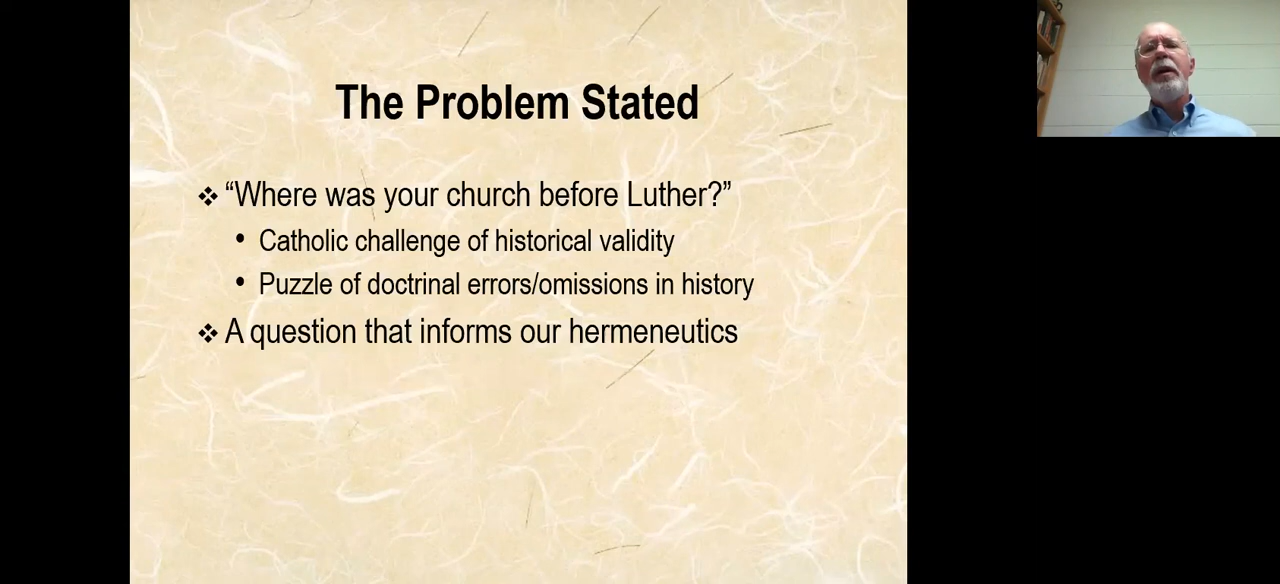 The Problem Stated
❖ “Where was your church before Luther?”
• Catholic challenge of historical validity
• Puzzle of doctrinal errors/omissions in history
❖ A question that informs our hermeneutics